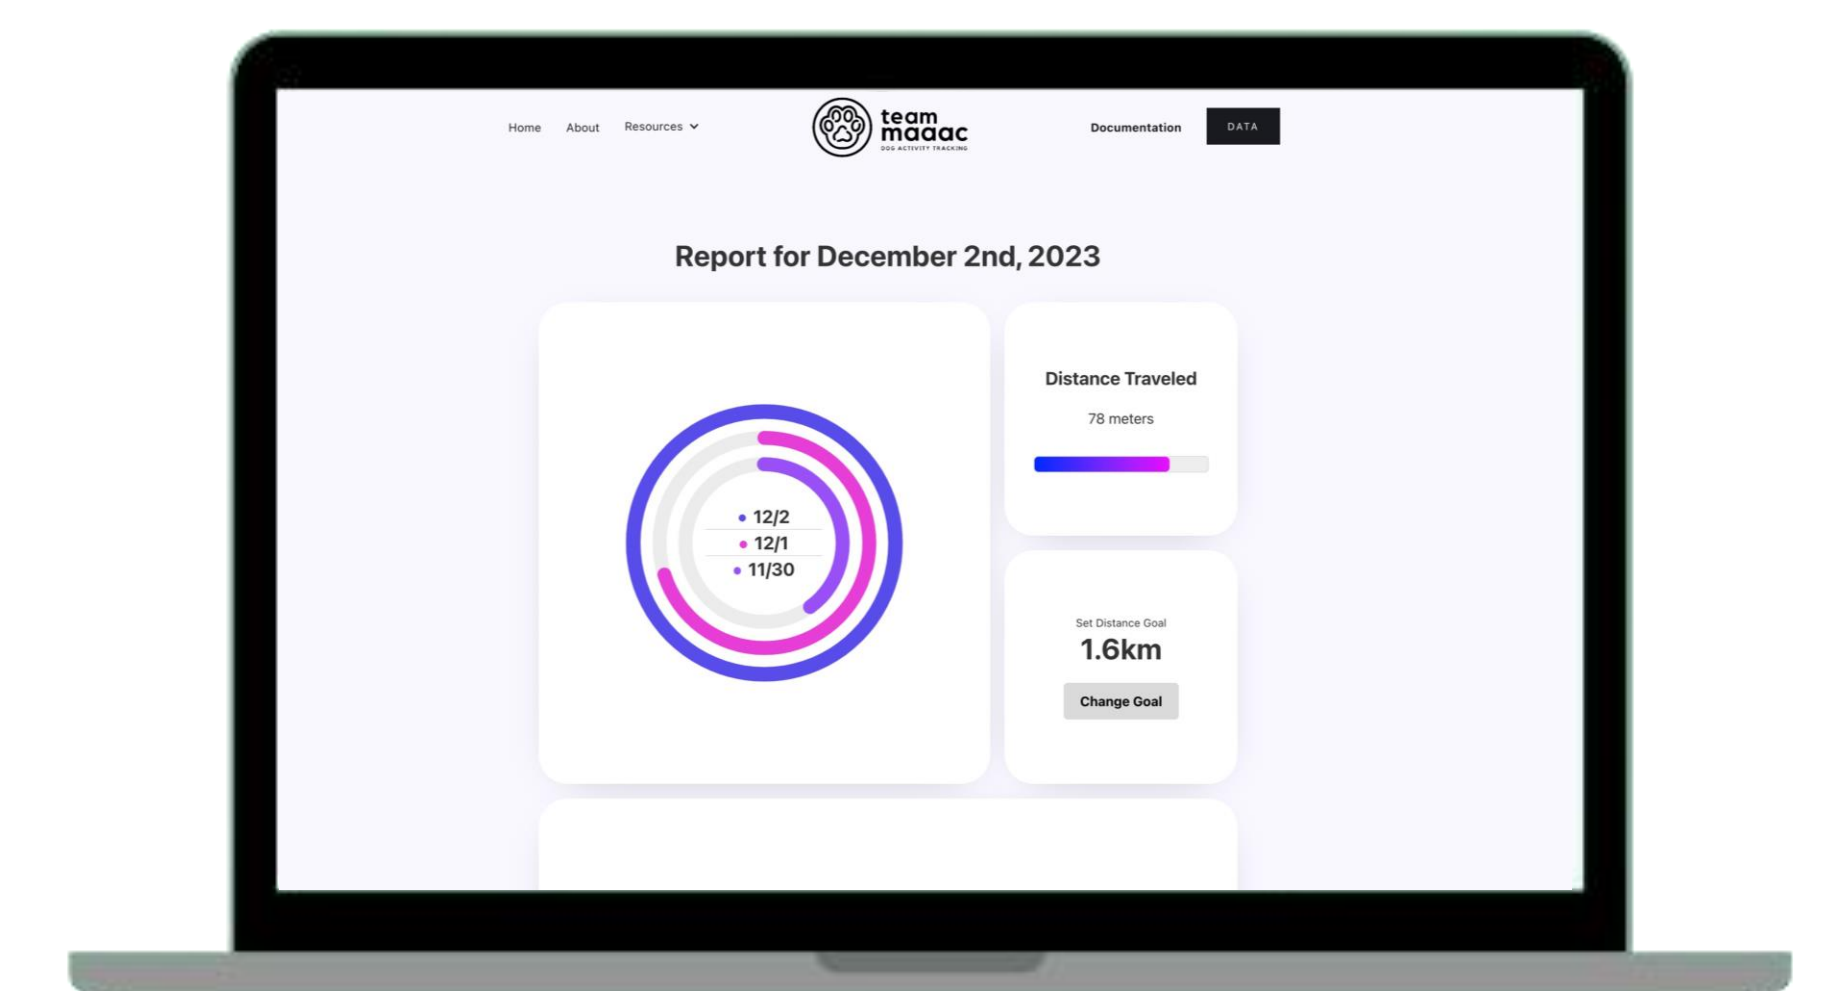 Home About Resources
team
maaac
DOG ACTIVITY TRACKING
Documentation
DATA
Report for December 2nd, 2023
12/2
12/1
11/30
Distance Traveled
78 meters
Set Distance Goal
1.6km
Change Goal